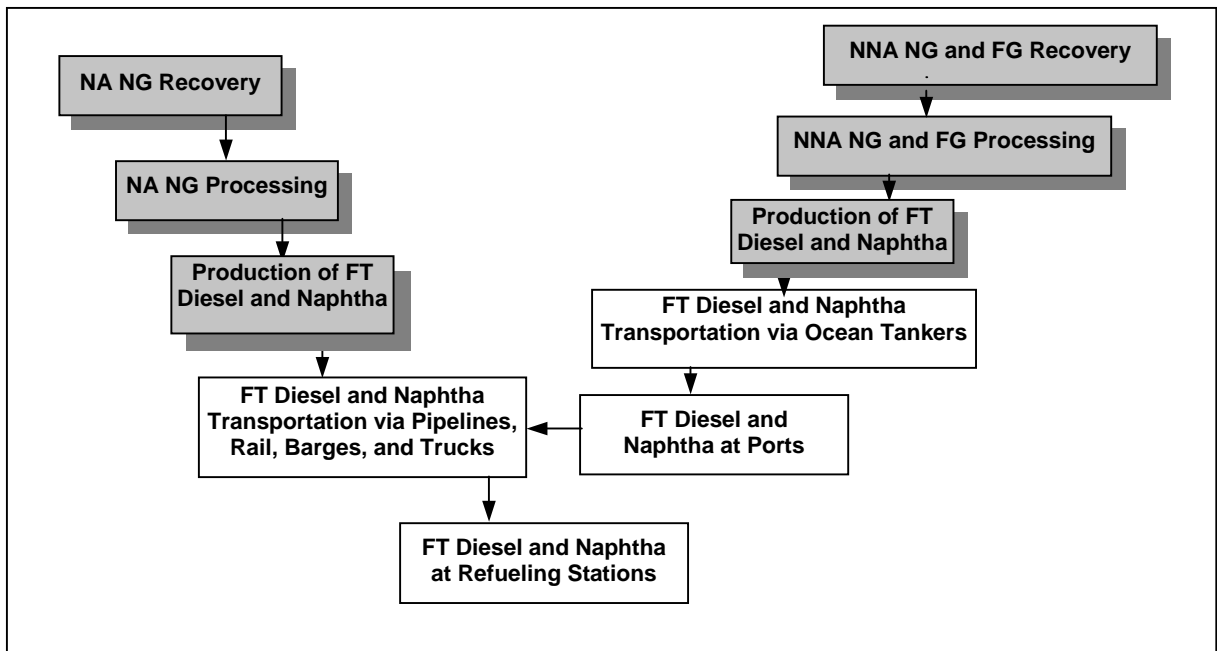 NA NG Recovery
NNA NG and FG Recovery
NA NG Processing
NNA NG and FG Processing
Production of FT
Diesel and Naphtha
Production of FT
Diesel and Naphtha
FT Diesel and Naphtha
Transportation via Ocean Tankers
FT Diesel and Naphtha
Transportation via Pipelines,
Rail, Barges, and Trucks
FT Diesel and
Naphtha at Ports
FT Diesel and Naphtha
at Refueling Stations